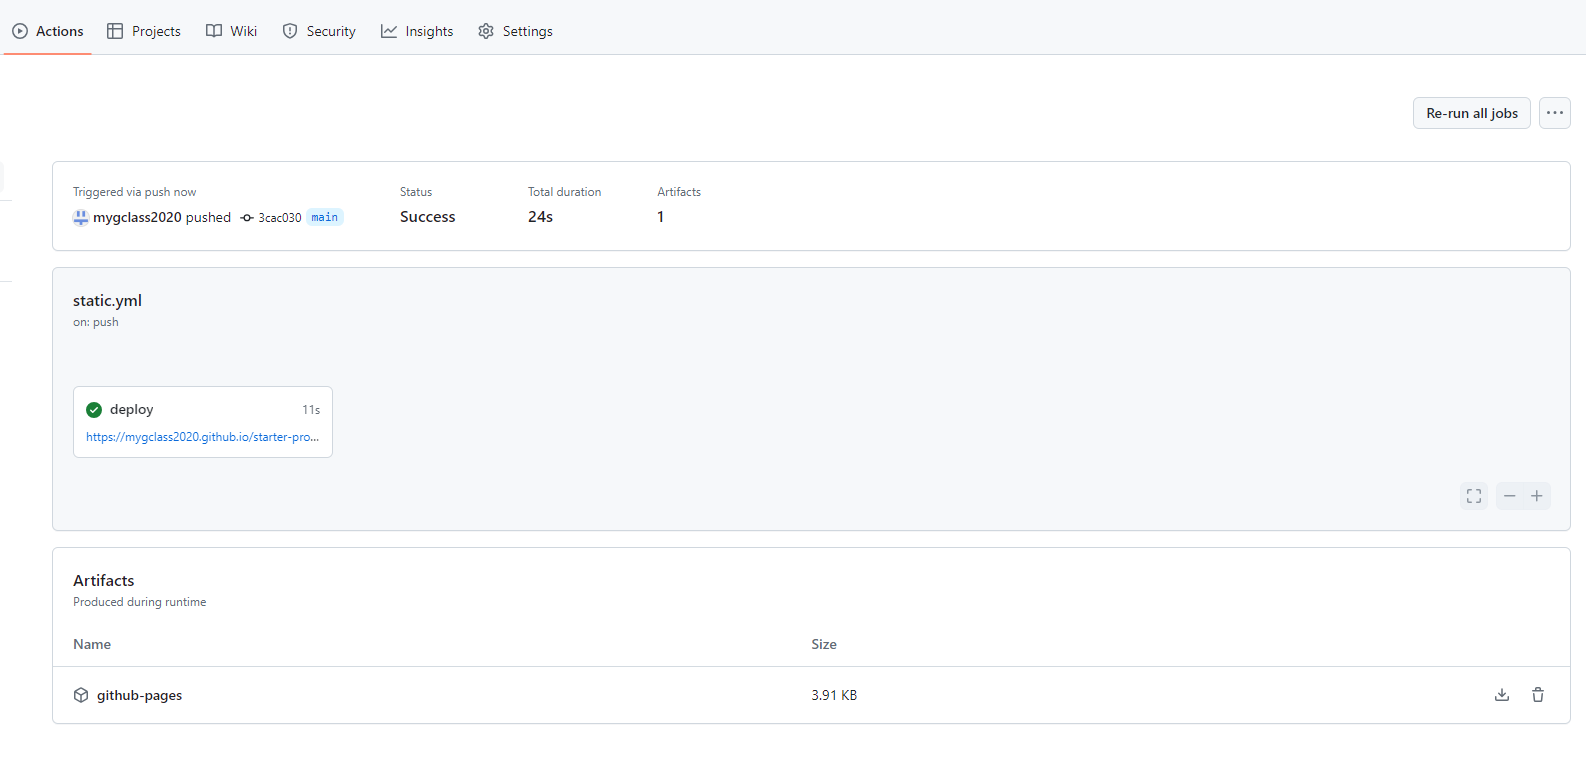 Actions Projects Wiki Security Insights Settings
Re-run all jobs
Triggered via push now Status Total duration Artifacts
mygclass2020 pushed 3cac030 main Success 24s 1
static.yml
on: push
deploy 11s
https://mygclass2020.github.io/starter-pro...
Artifacts
Produced during runtime
Name Size
github-pages 3.91 KB